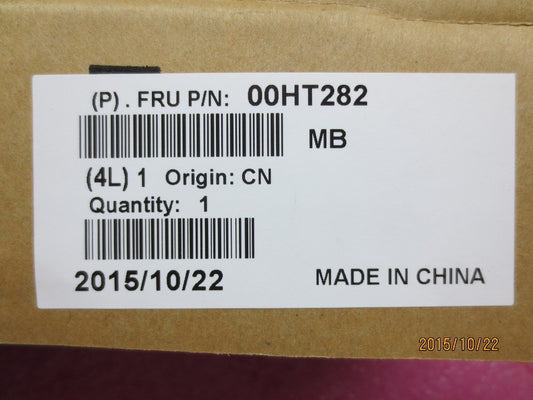 (P) . FRU P/N: 00HT282
MB
(4L) 1 Origin: CN
Quantity: 1
2015/10/22 MADE IN CHINA
2015/10/22